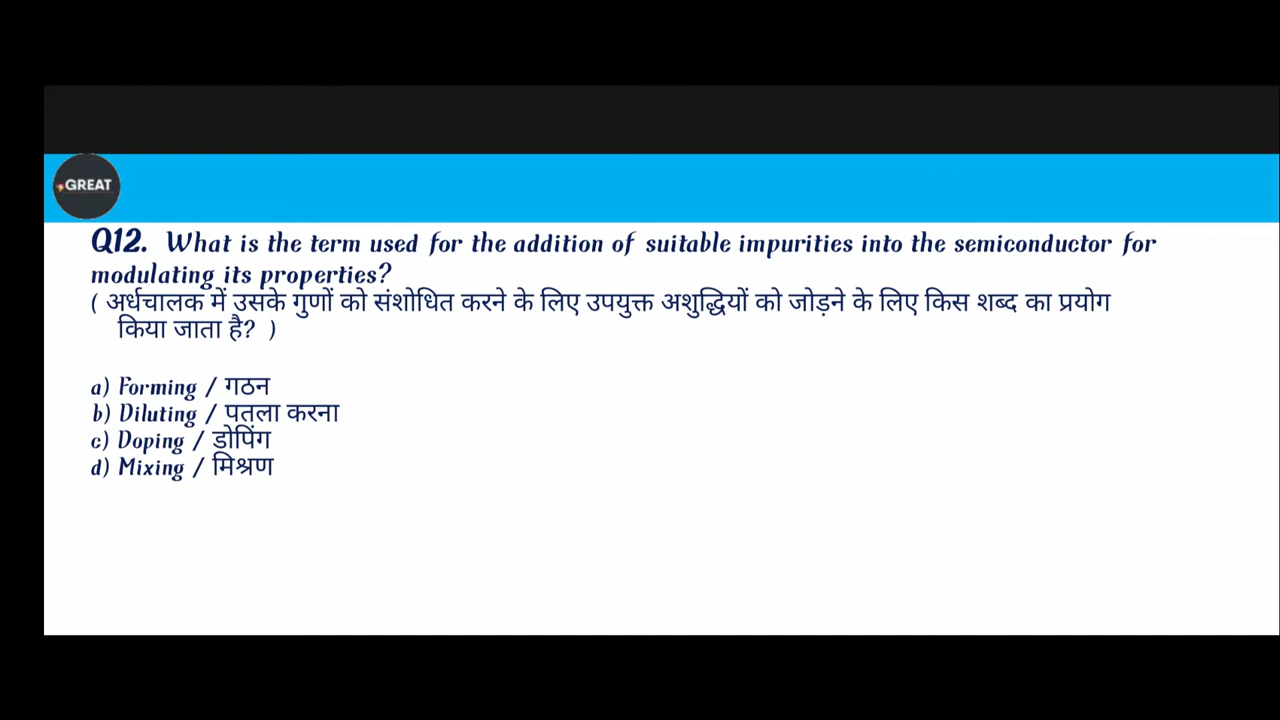 GREAT
Q12. What is the term used for the addition of suitable impurities into the semiconductor for
modulating its properties?
( अर्धचालक में उसके गुणों को संशोधित करने के लिए उपयुक्त अशुद्धियों को जोड़ने के लिए किस शब्द का प्रयोग
किया जाता है? )
a) Forming / गठन
b) Diluting / पतला करना
c) Doping / डोपिंग
d) Mixing / मिश्रण